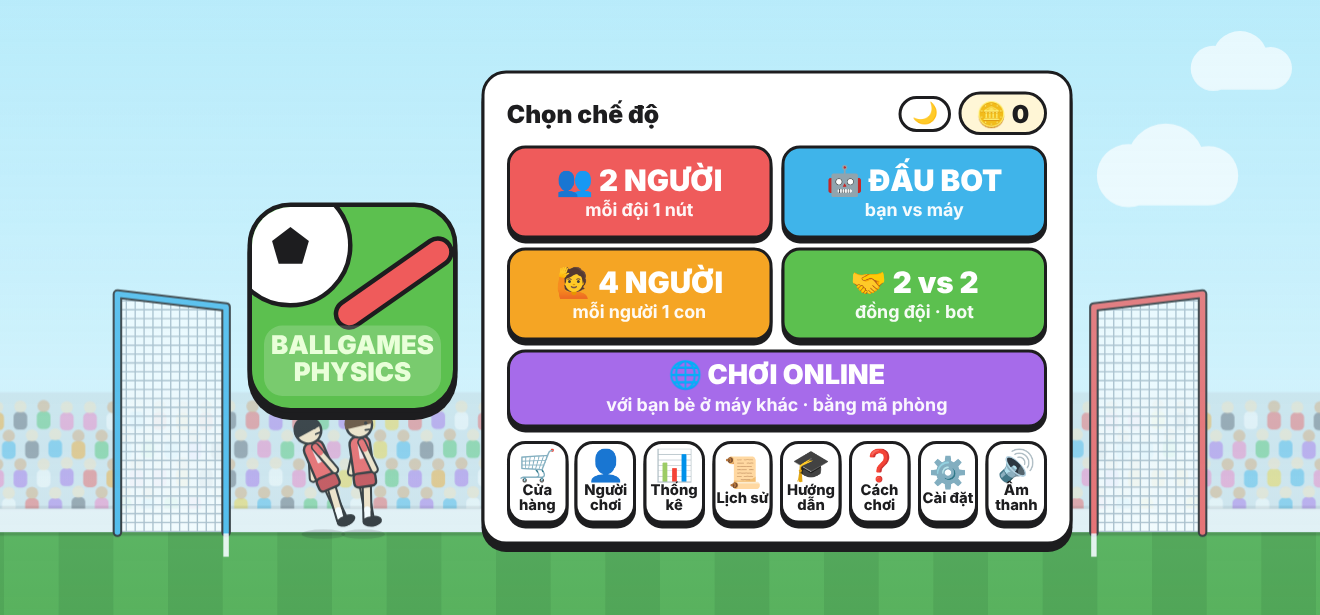 Chọn chế độ
0
2 NGƯỜI
mỗi đội 1 nút
ĐẤU BOT
bạn vs máy
4 NGƯỜI
mỗi người 1 con
2 vs 2
đồng đội · bot
CHƠI ONLINE
với bạn bè ở máy khác · bằng mã phòng
Cửa
hàng
Người
chơi
Thống
kê
Lịch sử
Hướng
dẫn
Cách
chơi
Cài đặt
Âm
thanh
BALLGAMES
PHYSICS